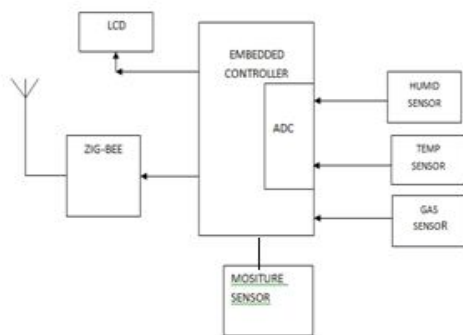 LCD
EMBEDDED
CONTROLLER
ADC
HUMID
SENSOR
ZIG-BEE
TEMP
SENSOR
GAS
SENSOR
MOSITURE
SENSOR